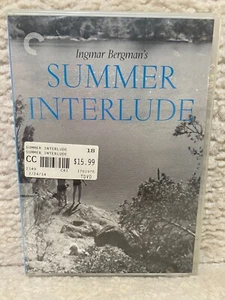 Ingmar Bergman's
SUMMER
INTERLUDE
SUMMER INTERLUDE 18
SUMMER INTERLUDE
CC $15.99